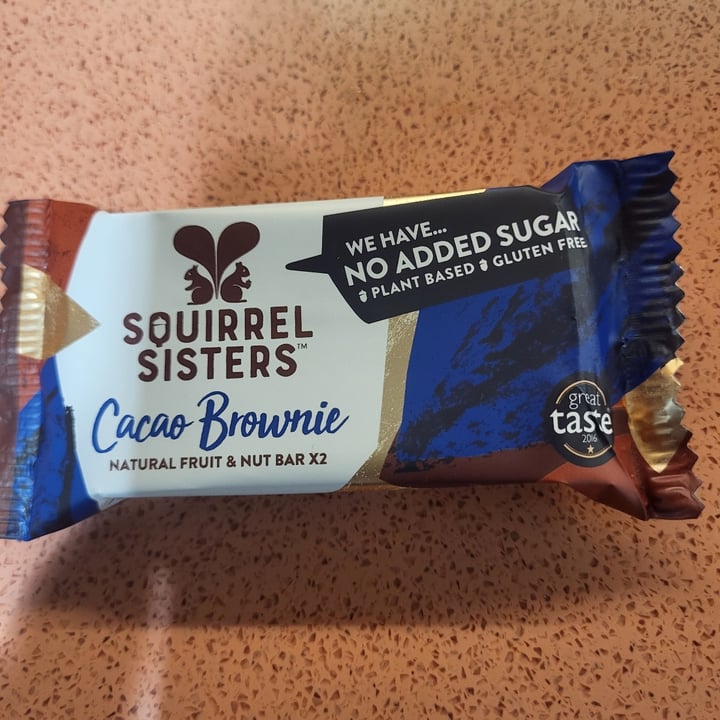 WE HAVE...
NO ADDED SUGAR
PLANT BASED GLUTEN FREE
SQUIRREL
SISTERS™
Cacao Brownie
NATURAL FRUIT & NUT BAR X2
great
taste
2016